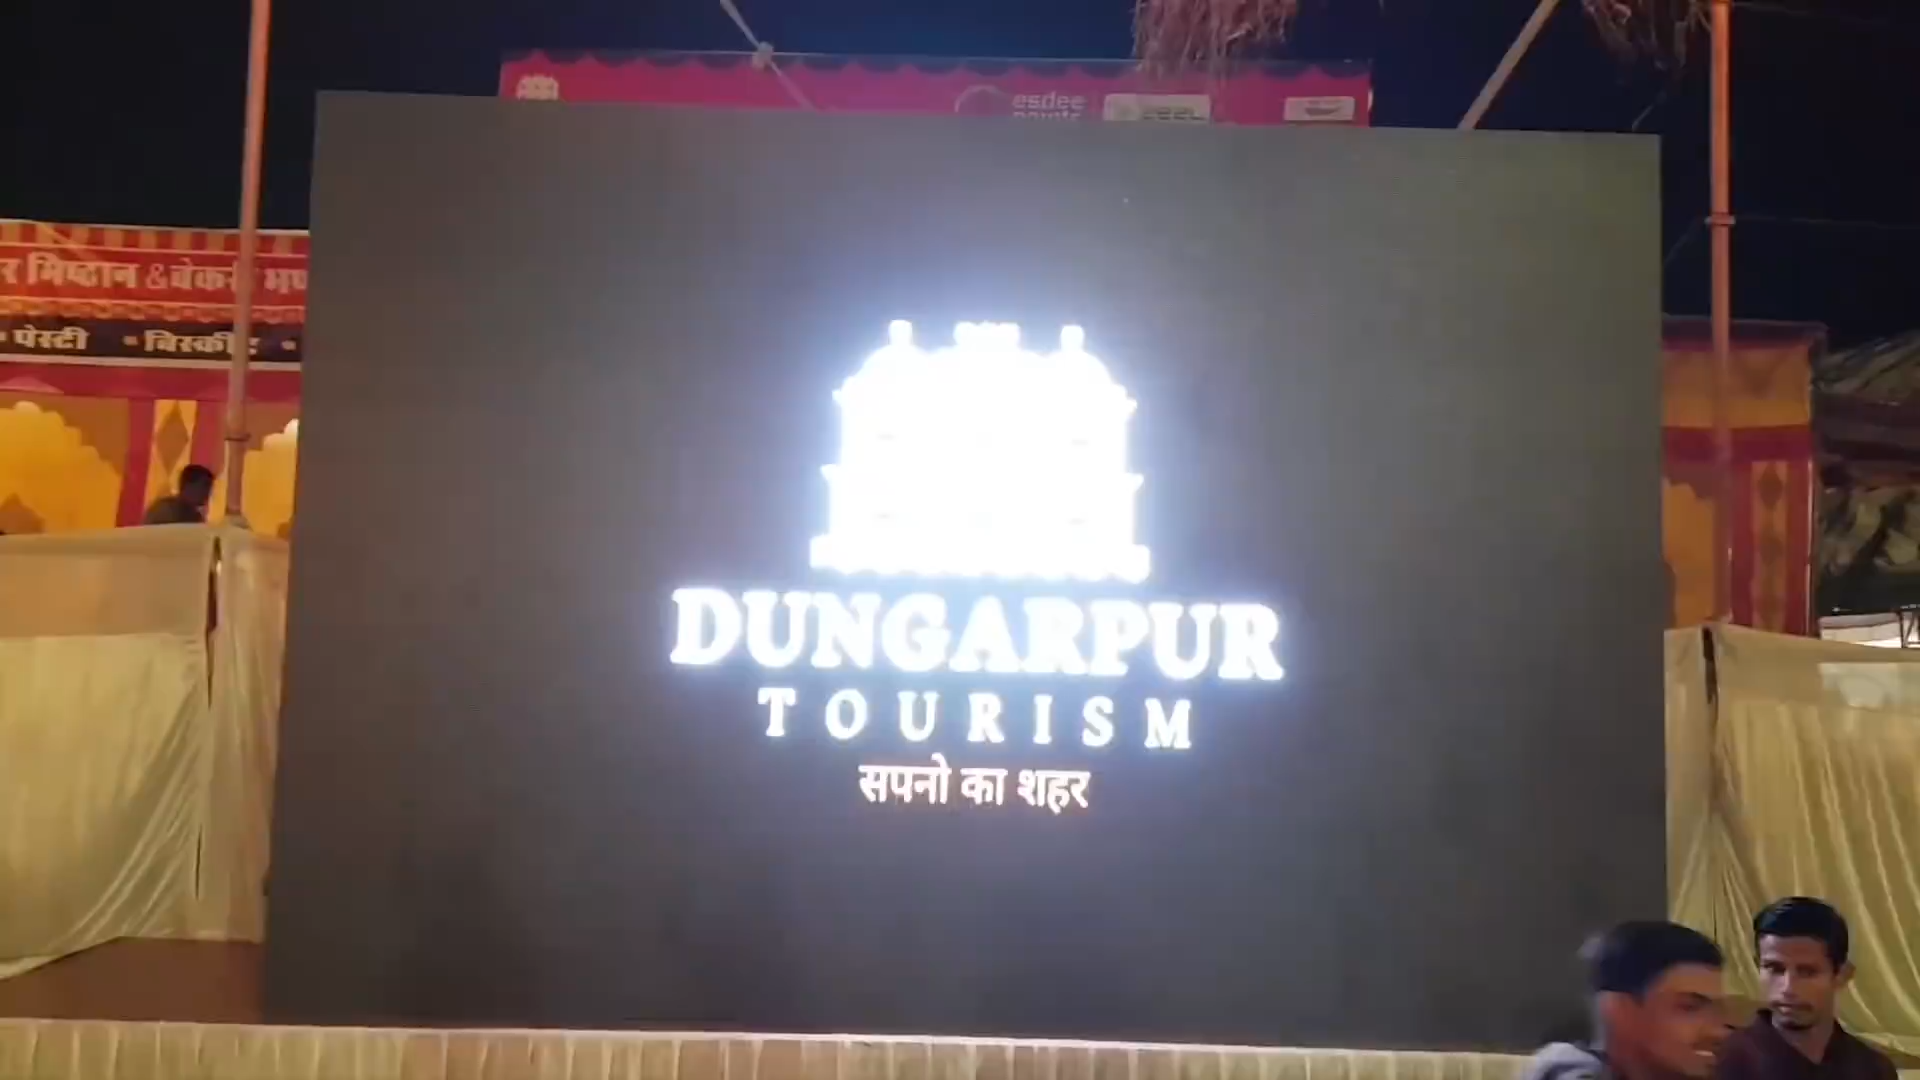 esdee
मिष्ठान &बेकरी
• पेस्टी • बिस्कीट •
DUNGARPUR
TOURISM
सपनो का शहर